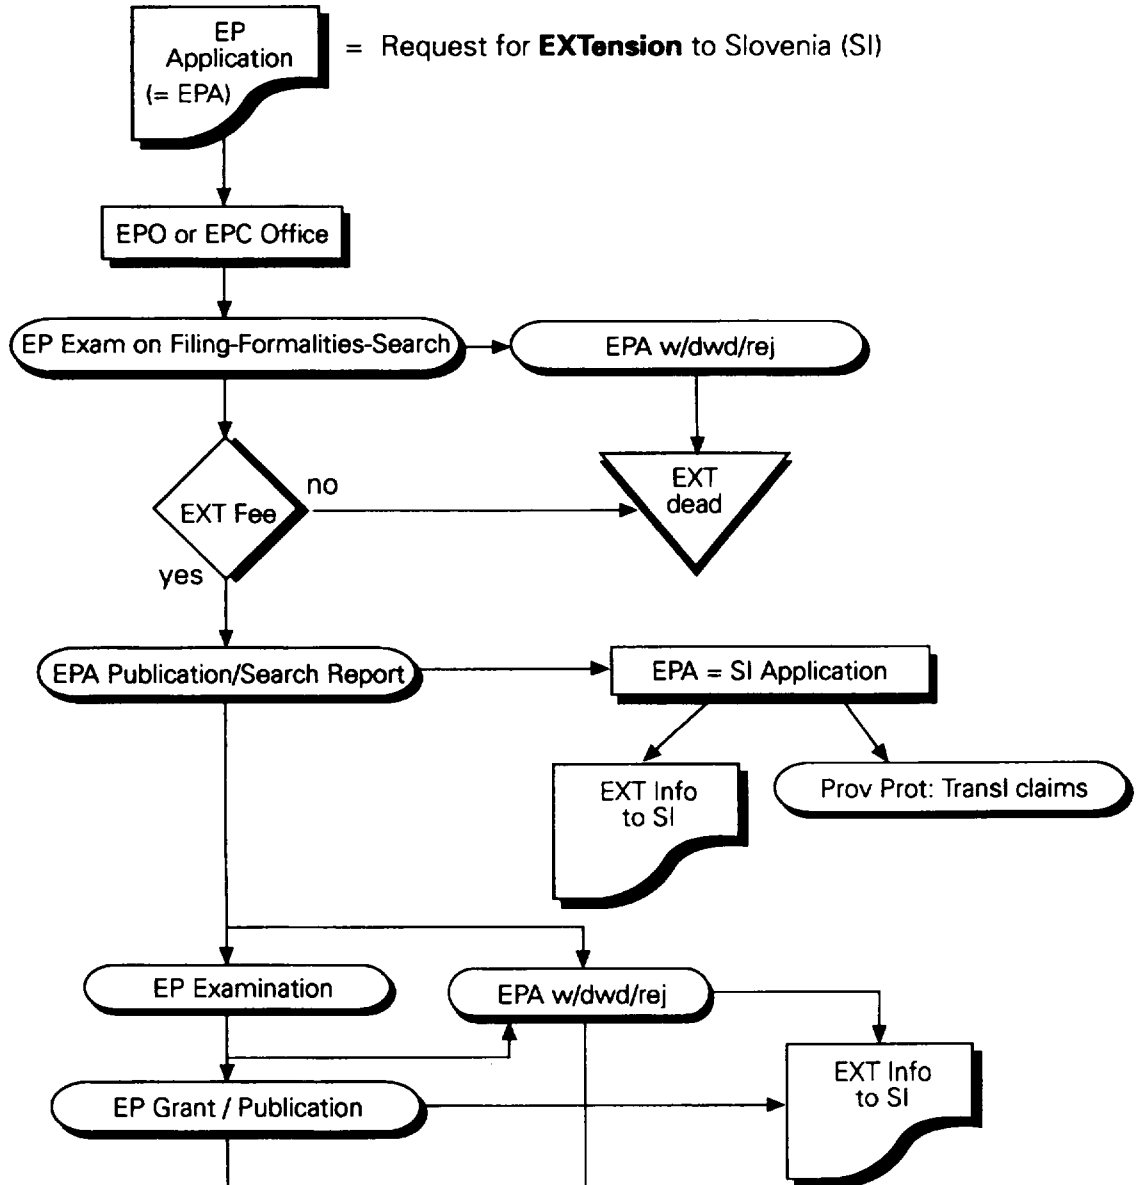 EP
Application
(= EPA)
= Request for EXTension to Slovenia (SI)
EPO or EPC Office
EP Exam on Filing-Formalities-Search
EPA w/dwd/rej
EXT Fee
no
EXT
dead
yes
EPA Publication/Search Report
EPA = SI Application
EXT Info
to SI
Prov Prot: Transl claims
EP Examination
EPA w/dwd/rej
EXT Info
to SI
EP Grant / Publication